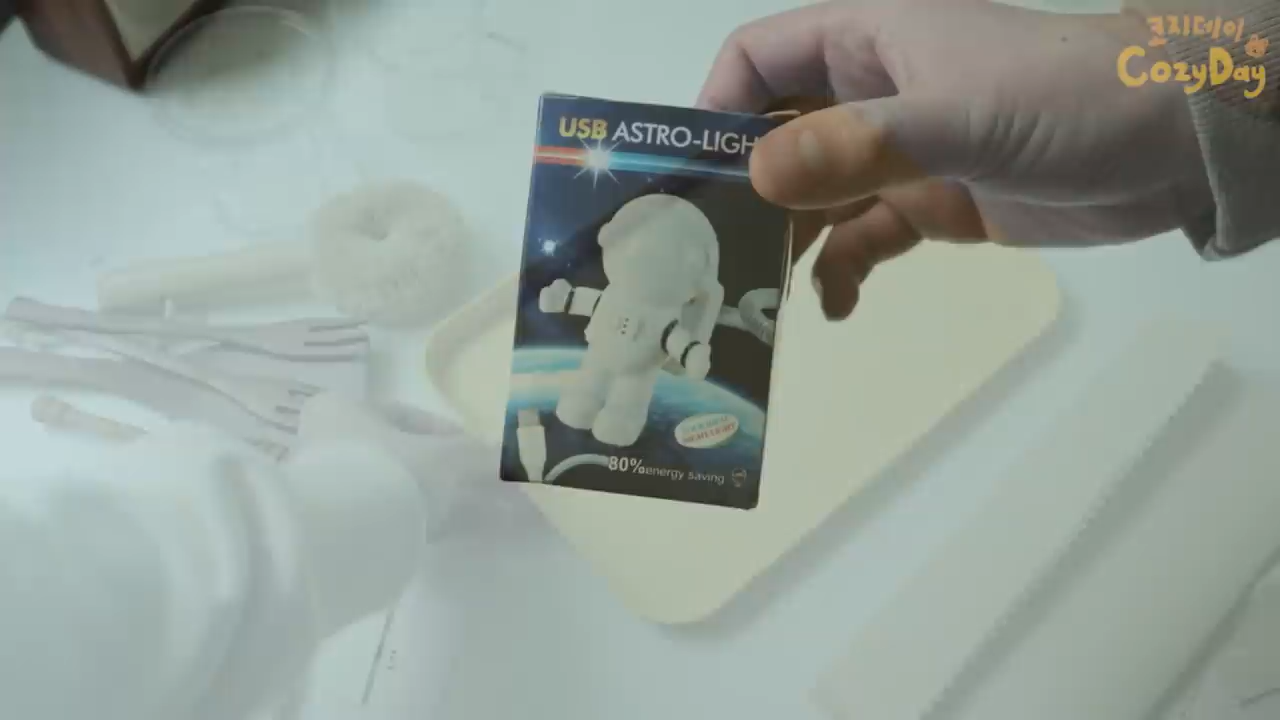 코지데이
CozyDay
USB ASTRO-LIGH
80% energy saving